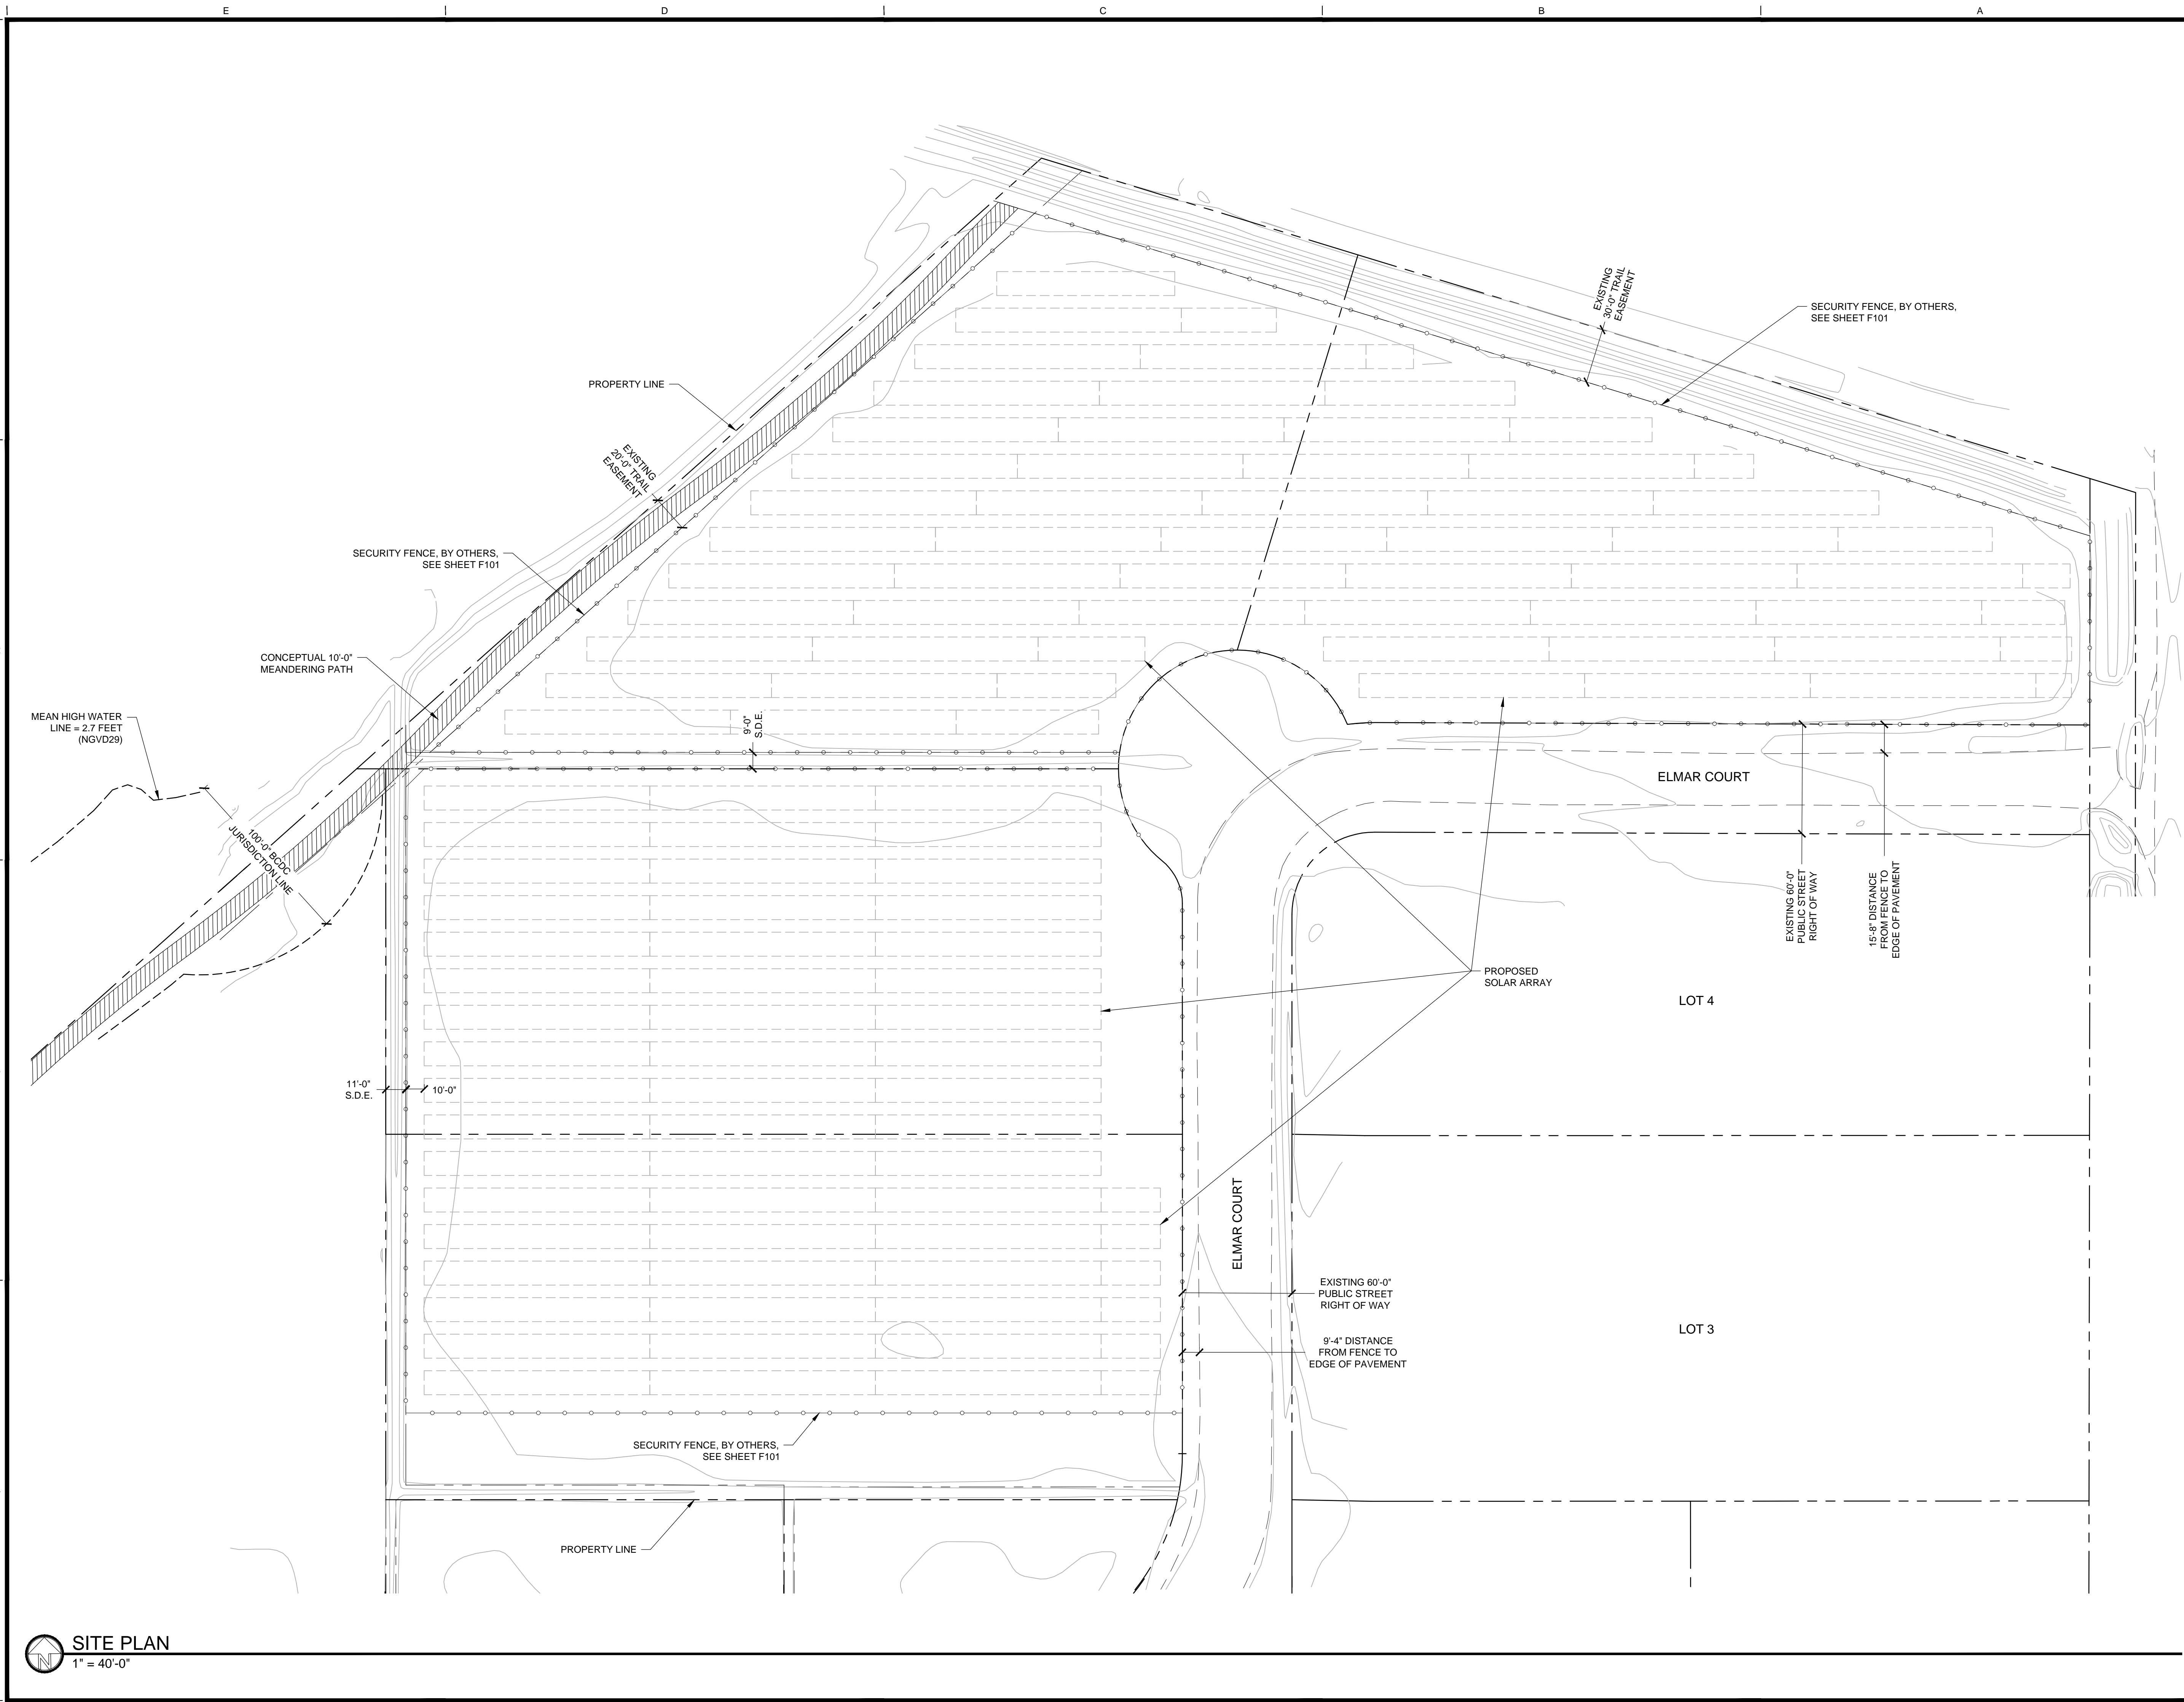 E
D
C
B
A
EXISTING
30'-0" TRAIL
EASEMENT
SECURITY FENCE, BY OTHERS,
SEE SHEET F101
PROPERTY LINE
EXISTING
20'-0" TRAIL
EASEMENT
SECURITY FENCE, BY OTHERS,
SEE SHEET F101
CONCEPTUAL 10'-0"
MEANDERING PATH
MEAN HIGH WATER
LINE = 2.7 FEET
(NGVD29)
9'-0"
S.D.E.
ELMAR COURT
100'-0" BCDC
JURISDICTION LINE
EXISTING 60'-0"
PUBLIC STREET
RIGHT OF WAY
15'-8" DISTANCE
FROM FENCE TO
EDGE OF PAVEMENT
PROPOSED
SOLAR ARRAY
LOT 4
11'-0"
S.D.E.
10'-0"
ELMAR COURT
EXISTING 60'-0"
PUBLIC STREET
RIGHT OF WAY
LOT 3
9'-4" DISTANCE
FROM FENCE TO
EDGE OF PAVEMENT
SECURITY FENCE, BY OTHERS,
SEE SHEET F101
PROPERTY LINE
N
SITE PLAN
1" = 40'-0"